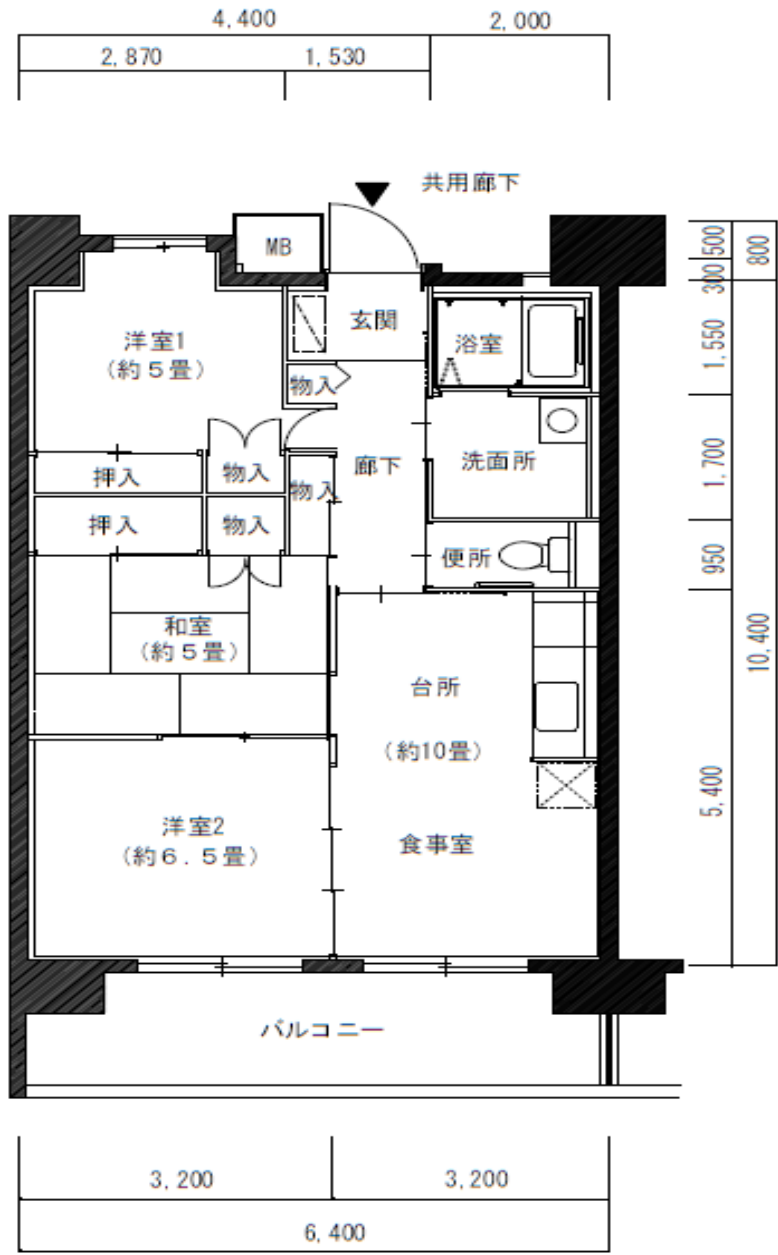 4,400
2,000
2,870
1,530
共用廊下
MB
500
800
300
玄関
洋室1
(約5畳)
浴室
1,550
物入
押入
物入
物入
廊下
洗面所
1,700
押入
物入
便所
950
和室
(約5畳)
10,400
台所
(約10畳)
5,400
洋室2
(約6.5畳)
食事室
バルコニー
3,200
3,200
6,400